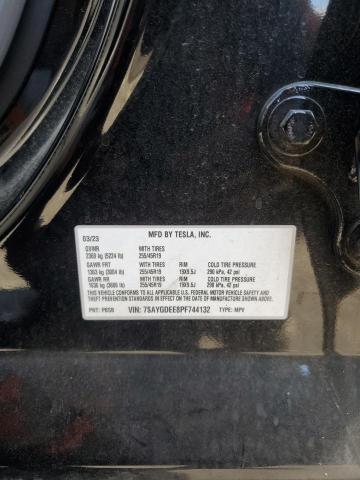 MFD BY TESLA, INC.
03/23
GVWR WITH TIRES
2369 kg (5224 lb) 255/45R19
GAWR FRT WITH TIRES RIM COLD TIRE PRESSURE
1363 kg (3004 lb) 255/45R19 19X9.5J 290 kPa, 42 psi
GAWR RR WITH TIRES RIM COLD TIRE PRESSURE
1636 kg (3606 lb) 255/45R19 19X9.5J 290 kPa, 42 psi
THIS VEHICLE CONFORMS TO ALL APPLICABLE U.S. FEDERAL MOTOR VEHICLE
SAFETY AND THEFT PREVENTION STANDARDS IN EFFECT ON THE DATE OF MANUFACTURE SHOWN ABOVE.
PNT: PBSB VIN: 7SAYGDEE8PF744132 TYPE: MPV